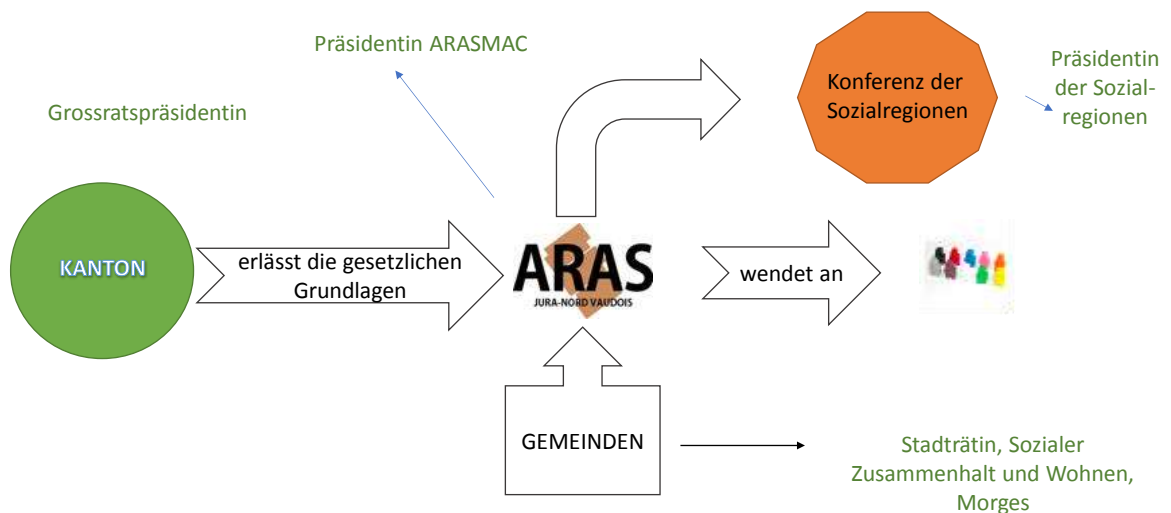 Präsidentin ARASMAC
Grossratspräsidentin
Konferenz der
Sozialregionen
Präsidentin
der Sozial-
regionen
KANTON
erlässt die gesetzlichen
Grundlagen
ARAS
JURA-NORD VAUDOIS
wendet an
GEMEINDEN
Stadträtin, Sozialer
Zusammenhalt und Wohnen,
Morges